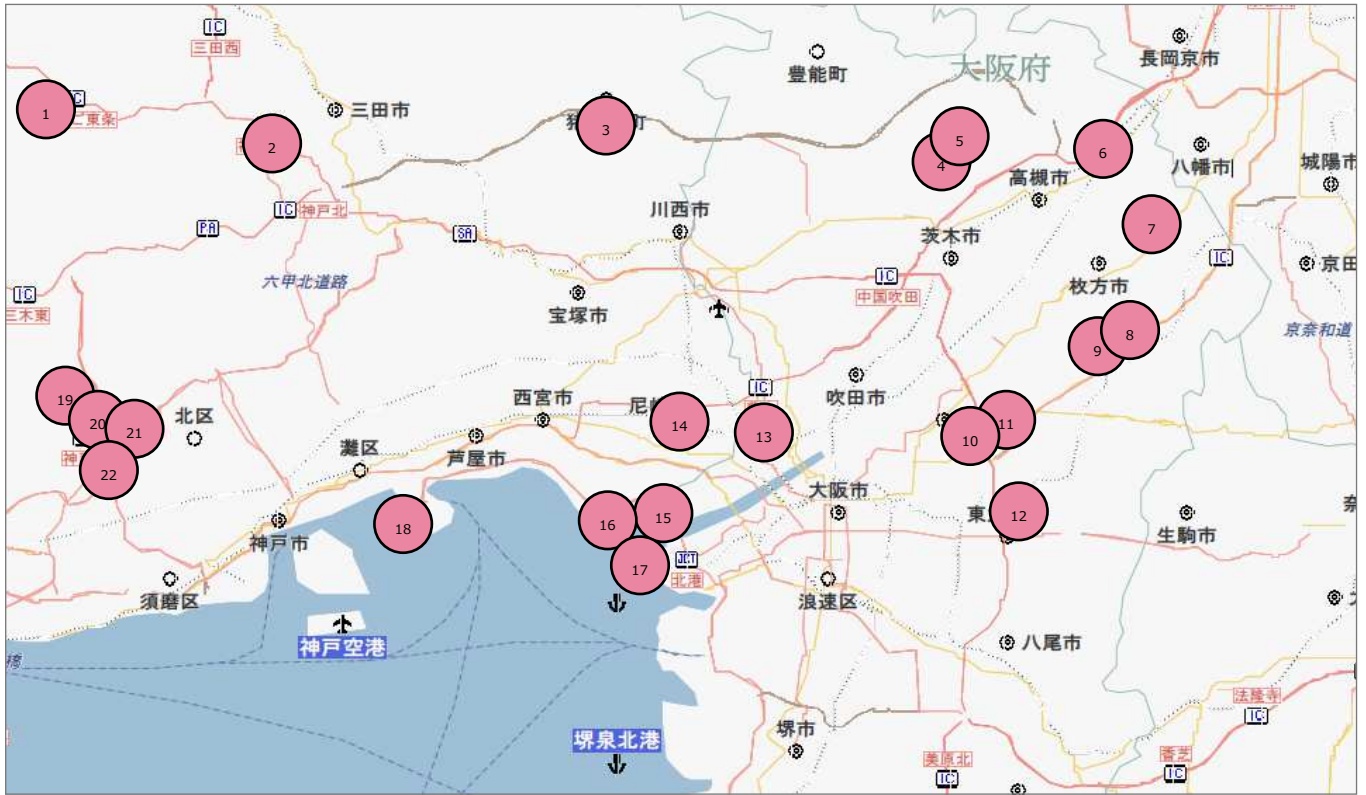 IC
三田西
長岡京市
豊能町
大阪府
1
二東条
三田市
2
3
町
5
4
6
八幡市
高槻市
城陽市
IC
神戸北
川西市
PA
SA
茨木市
7
IC
IC
中国吹田
枚方市
京田
六甲北道路
IC
三木東
宝塚市
8
9
京奈和道
19
20
21
22
北区
西宮市
14
IC
13
吹田市
10
11
灘区
芦屋市
大阪市
12
生駒市
18
神戸市
16
15
17
JCT
北港
須磨区
浪速区
神戸空港
橋
八尾市
堺泉北港
堺市
美原北
IC
法隆寺
IC
香芝
IC